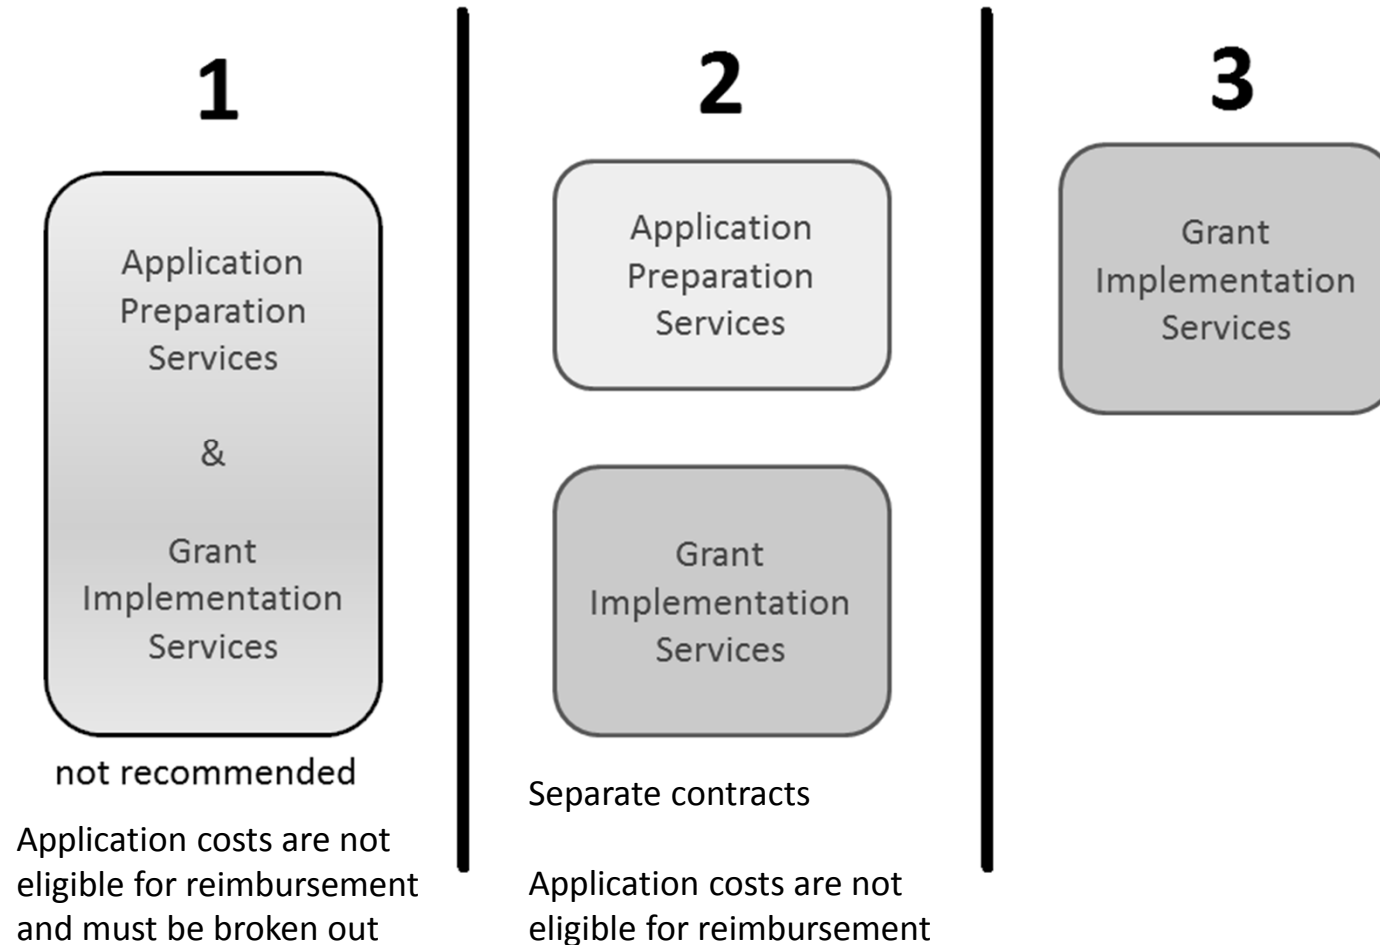 1
Application
Preparation
Services
&
Grant
Implementation
Services
not recommended
Application costs are not
eligible for reimbursement
and must be broken out
2
Application
Preparation
Services
Grant
Implementation
Services
Separate contracts
Application costs are not
eligible for reimbursement
3
Grant
Implementation
Services